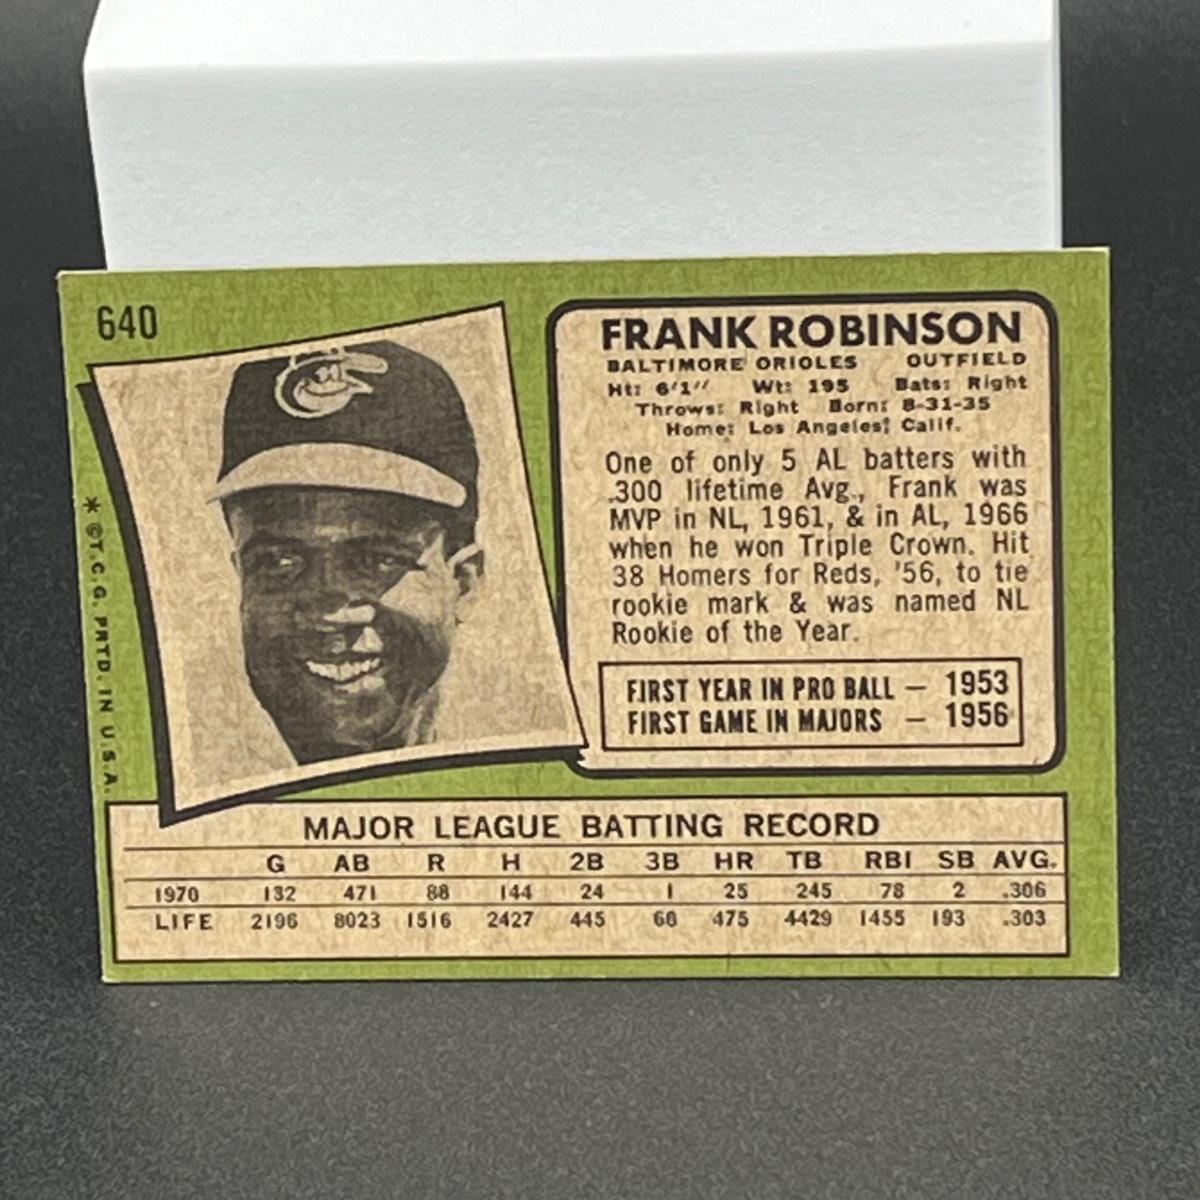 640
FRANK ROBINSON
BALTIMORE ORIOLES OUTFIELD
Ht: 6'1" Wt: 195 Bats: Right
Throws: Right Born: 8-31-35
Home: Los Angeles, Calif.
One of only 5 AL batters with
.300 lifetime Avg., Frank was
MVP in NL, 1961, & in AL, 1966
when he won Triple Crown. Hit
38 Homers for Reds, '56, to tie
rookie mark & was named NL
Rookie of the Year.
FIRST YEAR IN PRO BALL — 1953
FIRST GAME IN MAJORS — 1956
* ©T.C.G. PRTD. IN U.S.A.
MAJOR LEAGUE BATTING RECORD
G AB R H 2B 3B HR TB RBI SB AVG.
1970 132 471 88 144 24 1 25 245 78 2 .306
LIFE 2196 8023 1516 2427 445 66 475 4429 1455 193 .303